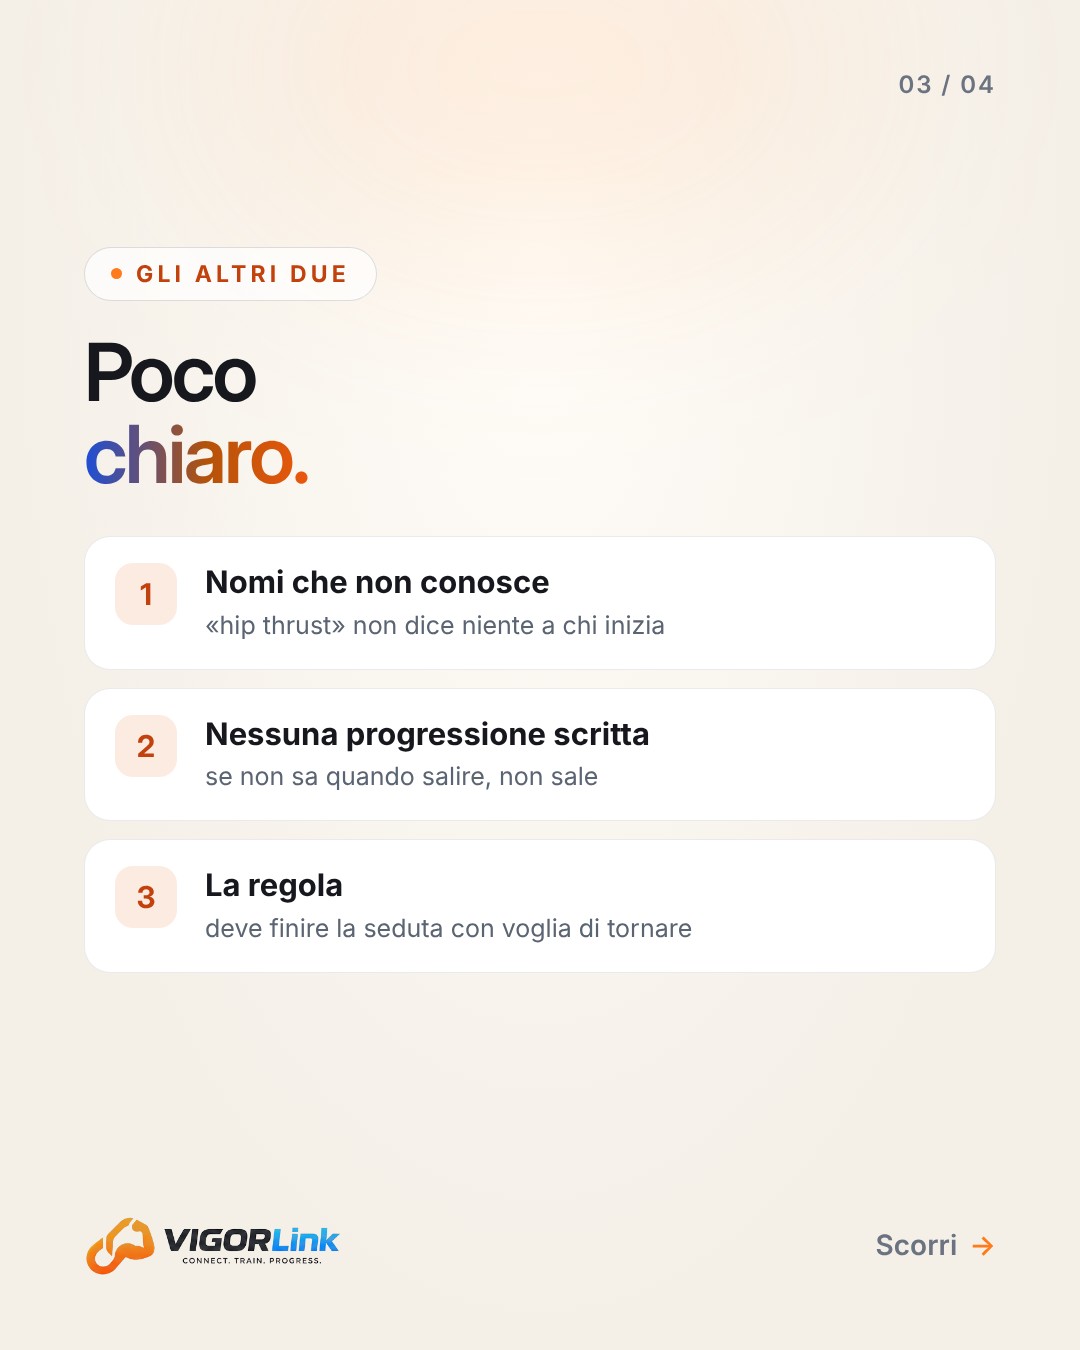 03 / 04
GLI ALTRI DUE
Poco
chiaro.
1
Nomi che non conosce
«hip thrust» non dice niente a chi inizia
2
Nessuna progressione scritta
se non sa quando salire, non sale
3
La regola
deve finire la seduta con voglia di tornare
VIGORLink
CONNECT. TRAIN. PROGRESS.
Scorri →